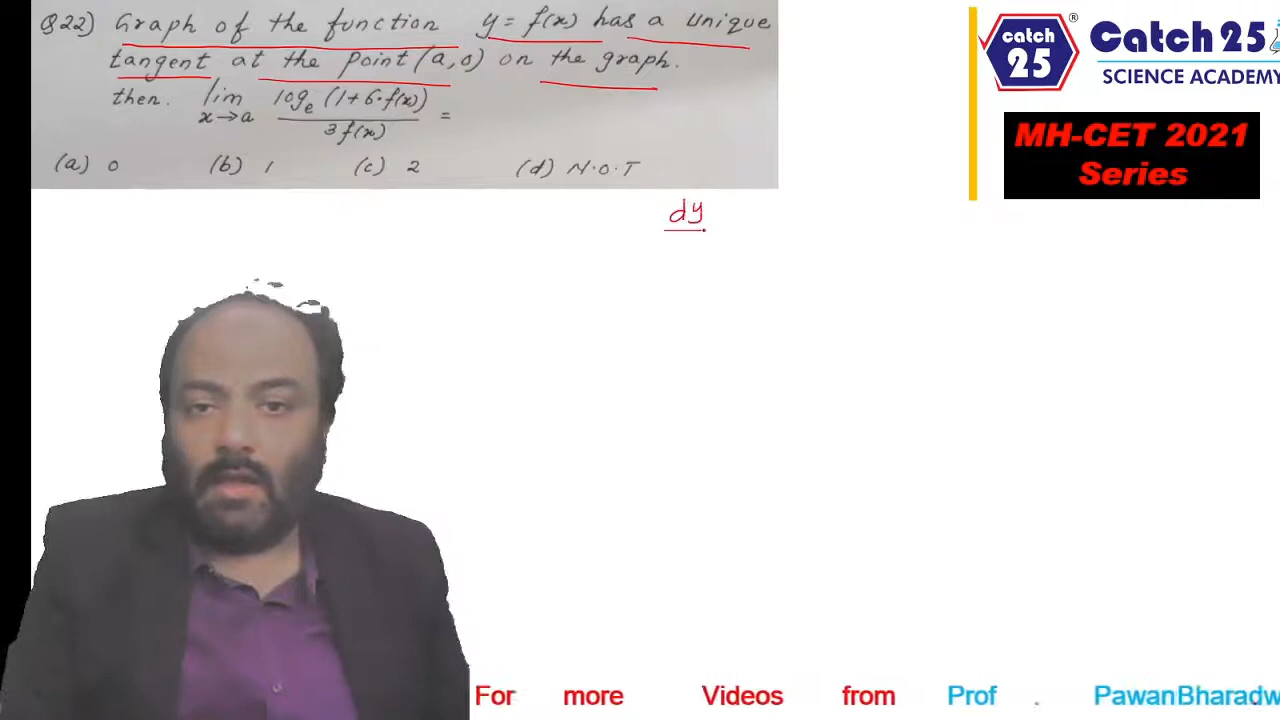 Q22) Graph of the function y = f(x) has a unique
tangent at the point (a, 0) on the graph.
then. lim x→a log_e (1+6·f(x)) / 3 f(x) =
(a) 0 (b) 1 (c) 2 (d) N.O.T
dy
catch
25
®
Catch 25
SCIENCE ACADEMY
MH-CET 2021
Series
For more Videos from Prof . PawanBharadw